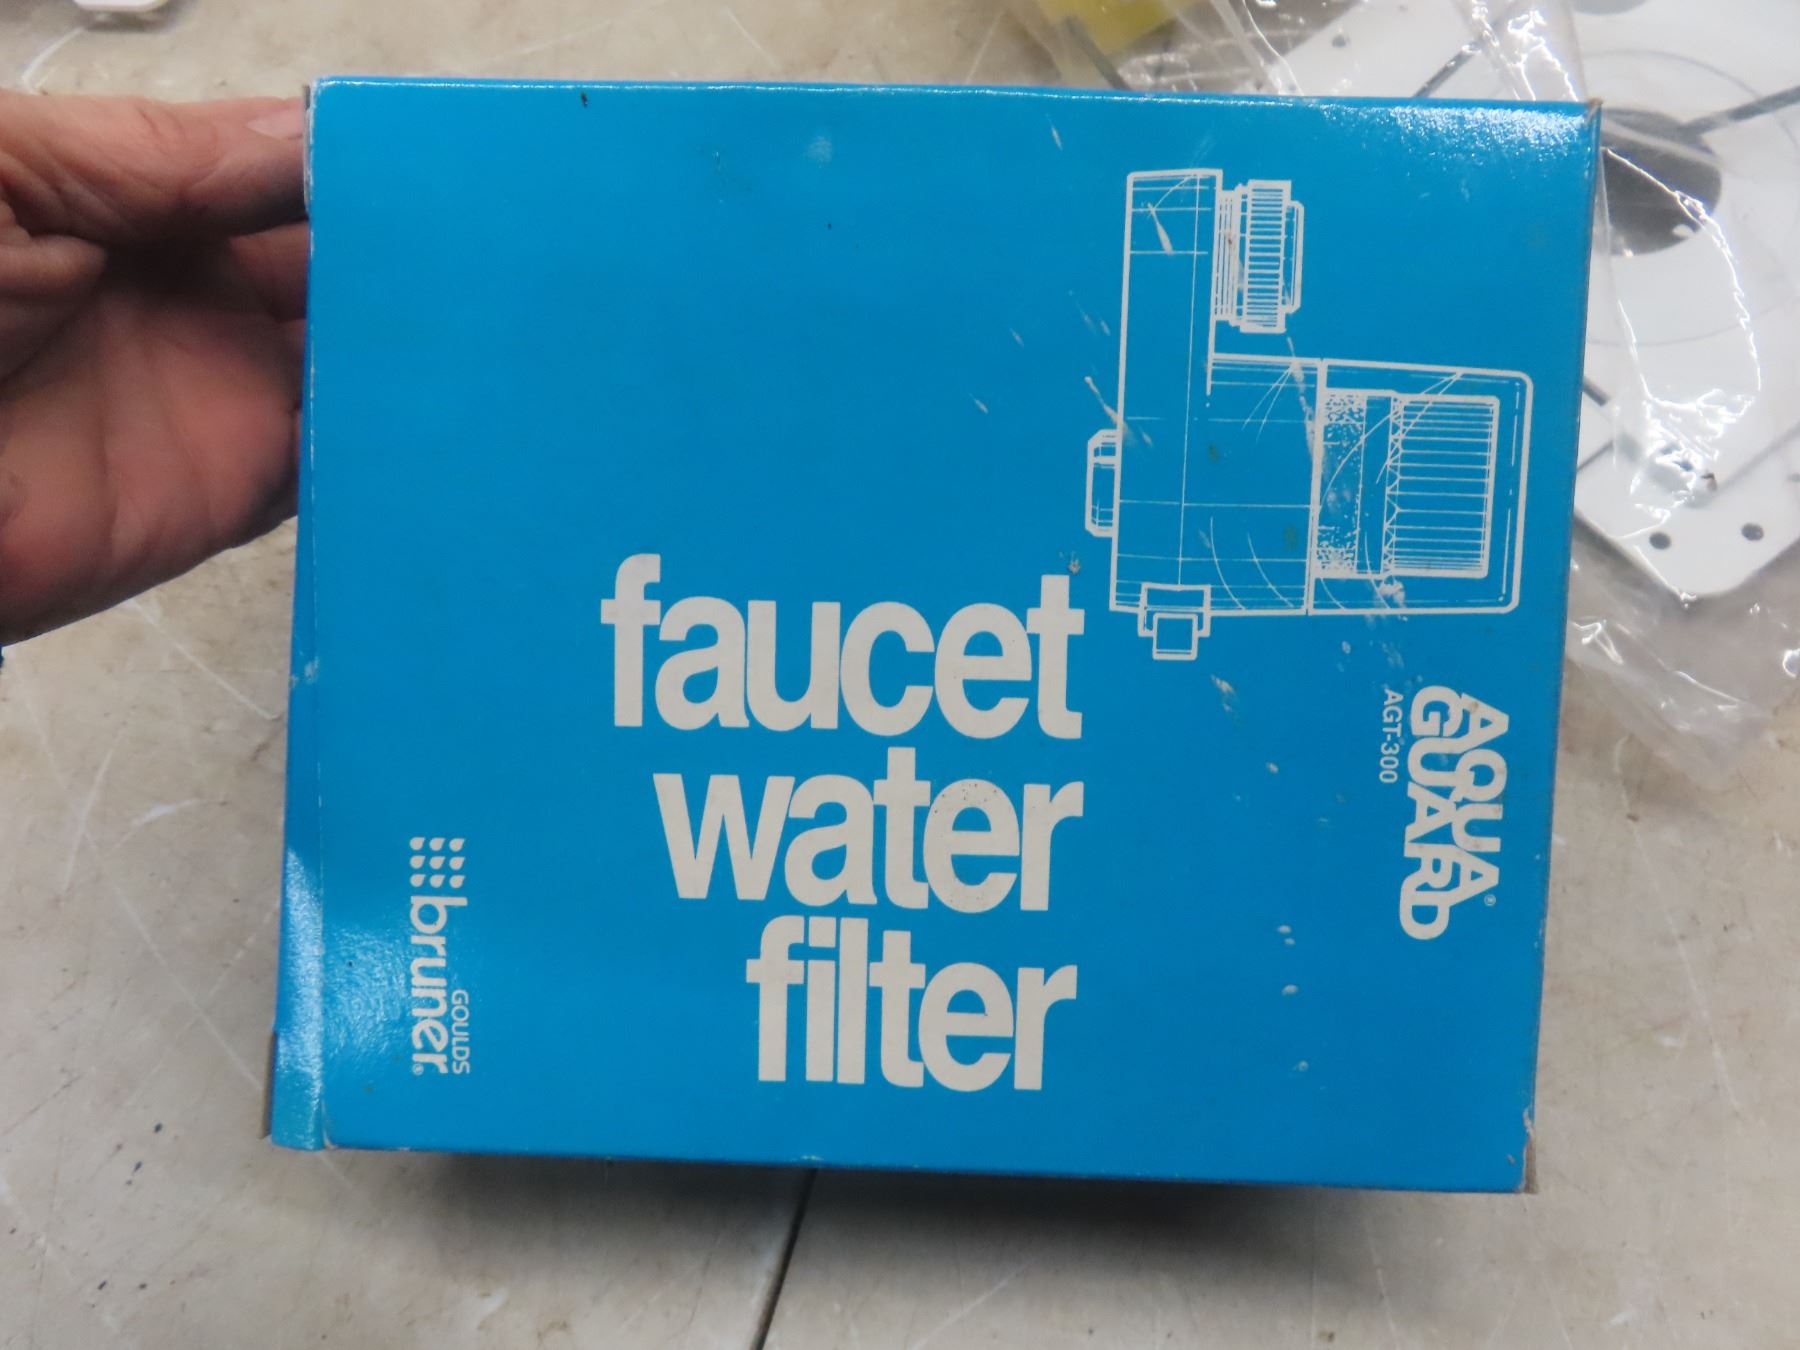 AQUA®
GUARD
AGT-300
faucet
water
filter
GOULDS
bruner®